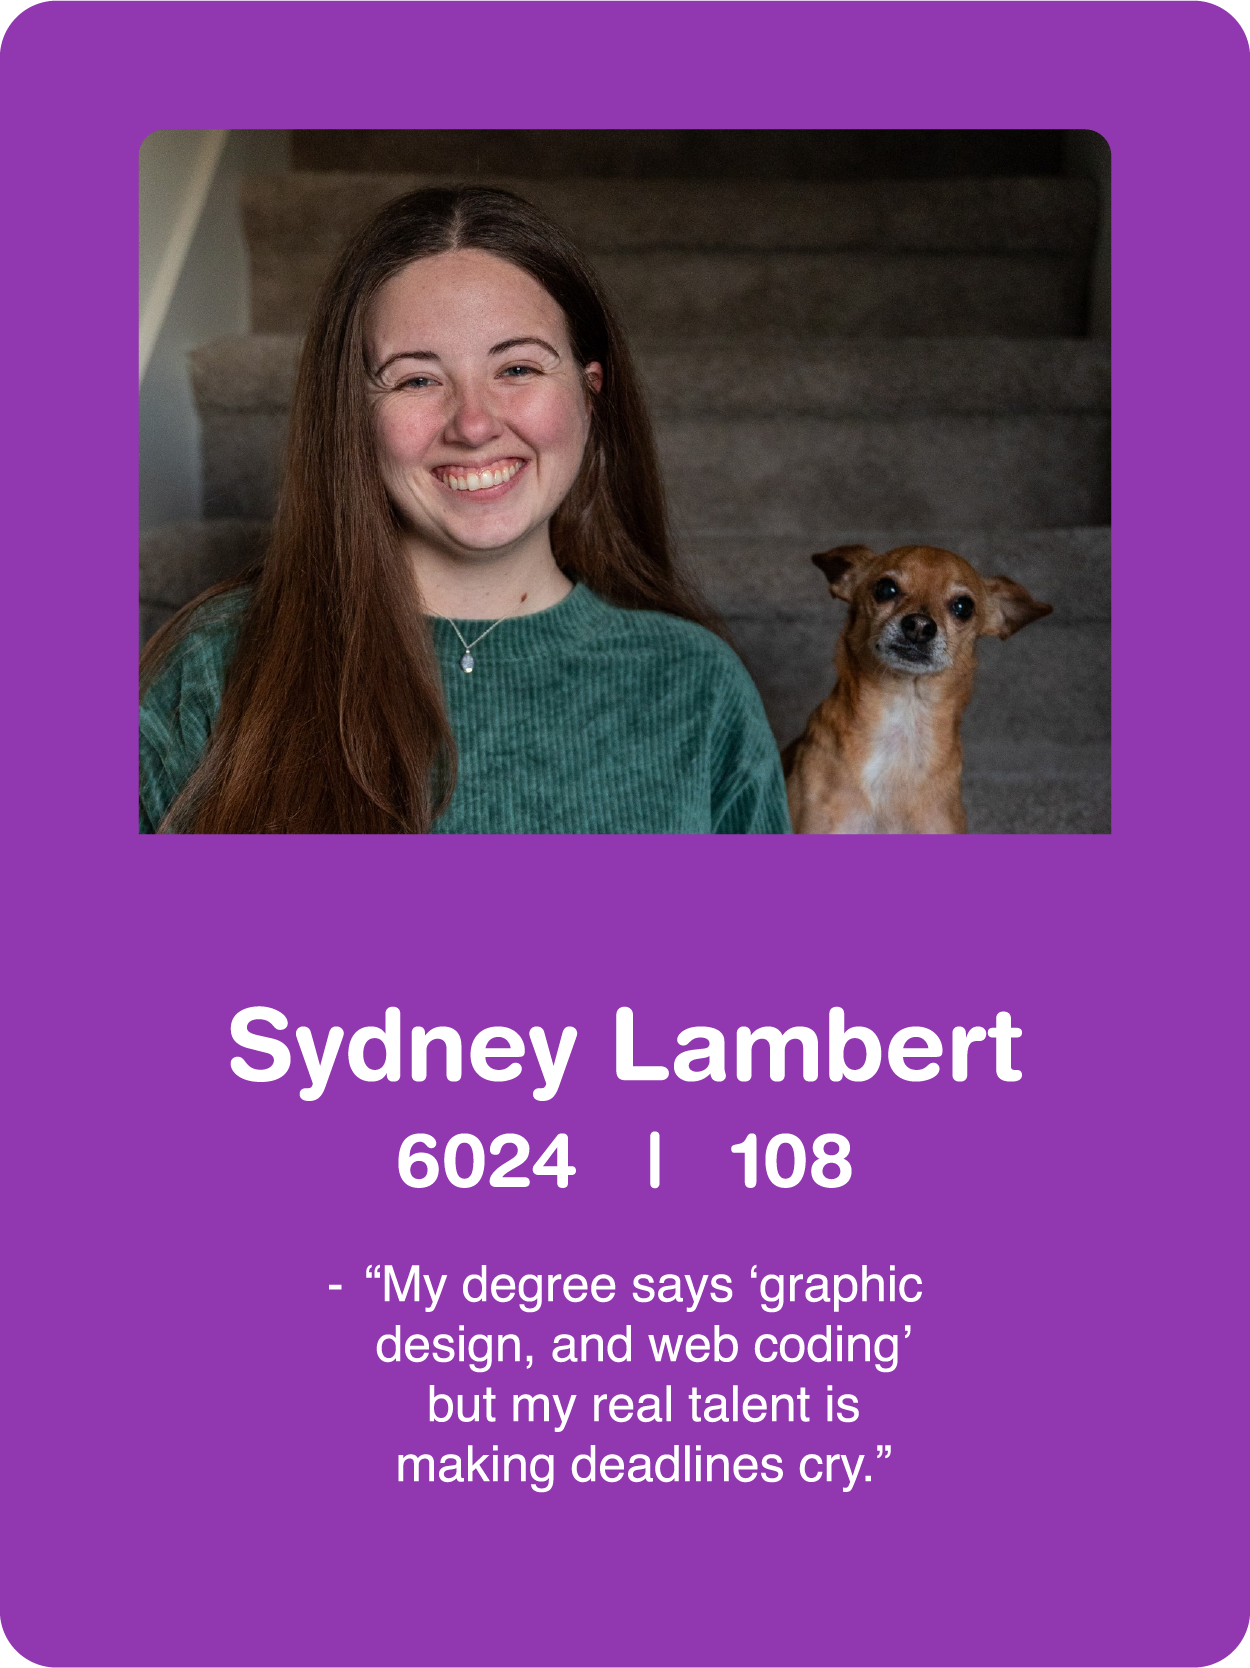 Sydney Lambert
6024 | 108
- “My degree says ‘graphic
design, and web coding’
but my real talent is
making deadlines cry.”